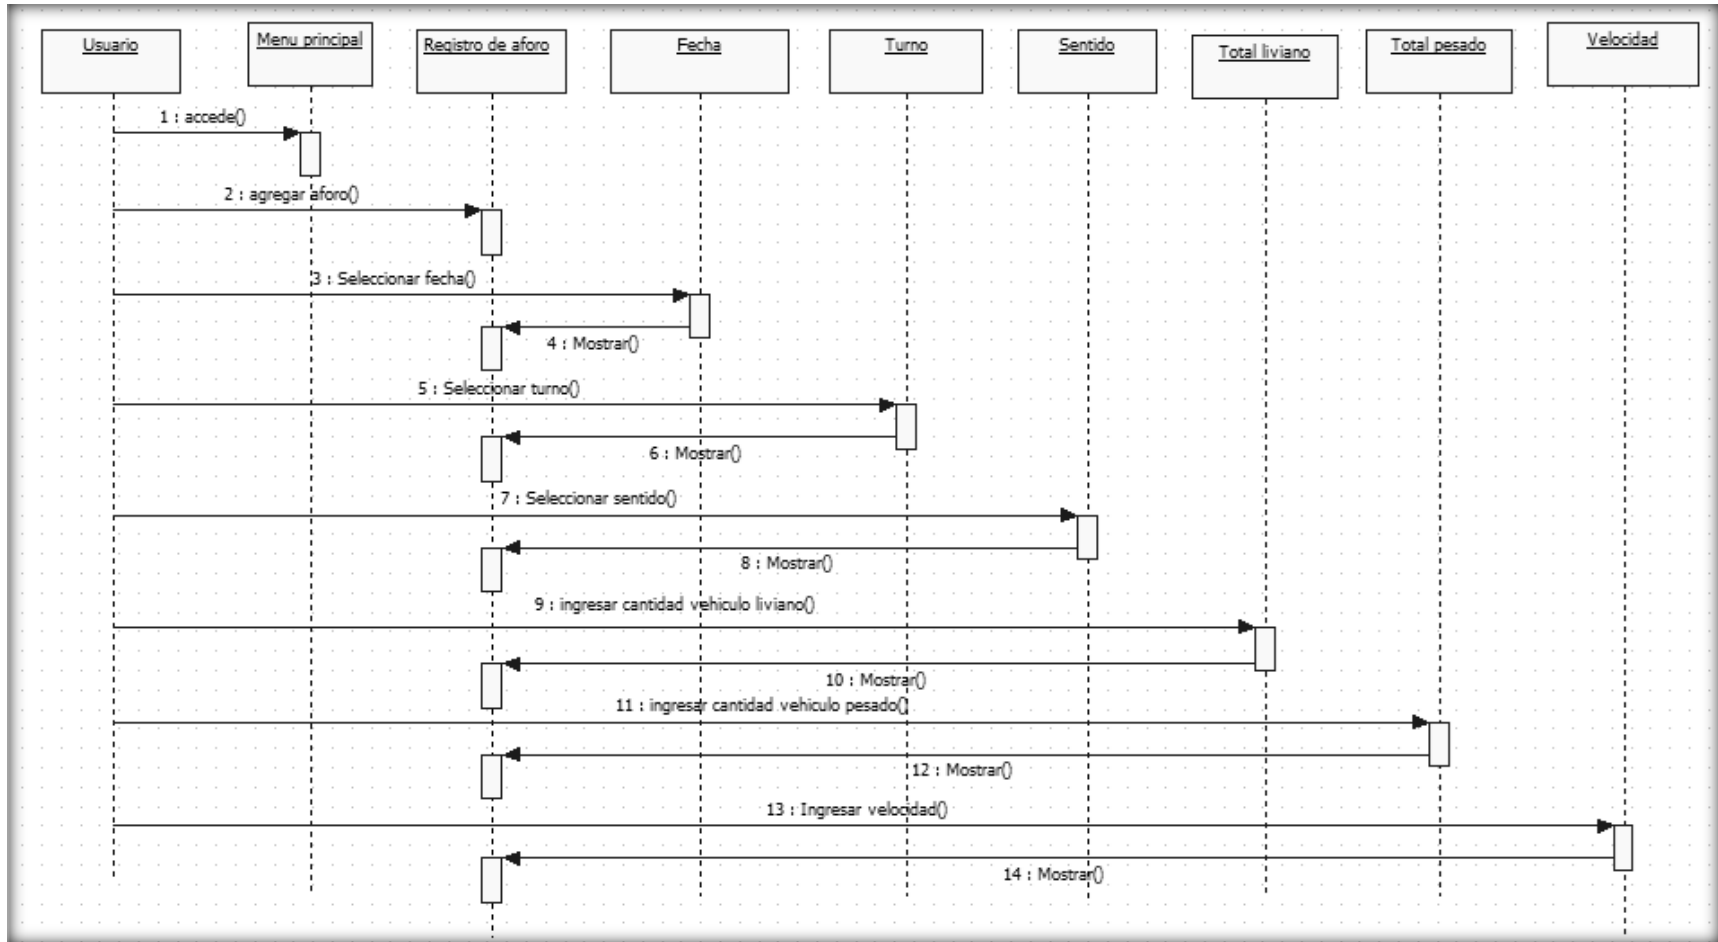 Usuario
Menu principal
Registro de aforo
Fecha
Turno
Sentido
Total liviano
Total pesado
Velocidad
1 : accede()
2 : agregar aforo()
3 : Seleccionar fecha()
4 : Mostrar()
5 : Seleccionar turno()
6 : Mostrar()
7 : Seleccionar sentido()
8 : Mostrar()
9 : ingresar cantidad vehiculo liviano()
10 : Mostrar()
11 : ingresar cantidad vehiculo pesado()
12 : Mostrar()
13 : Ingresar velocidad()
14 : Mostrar()